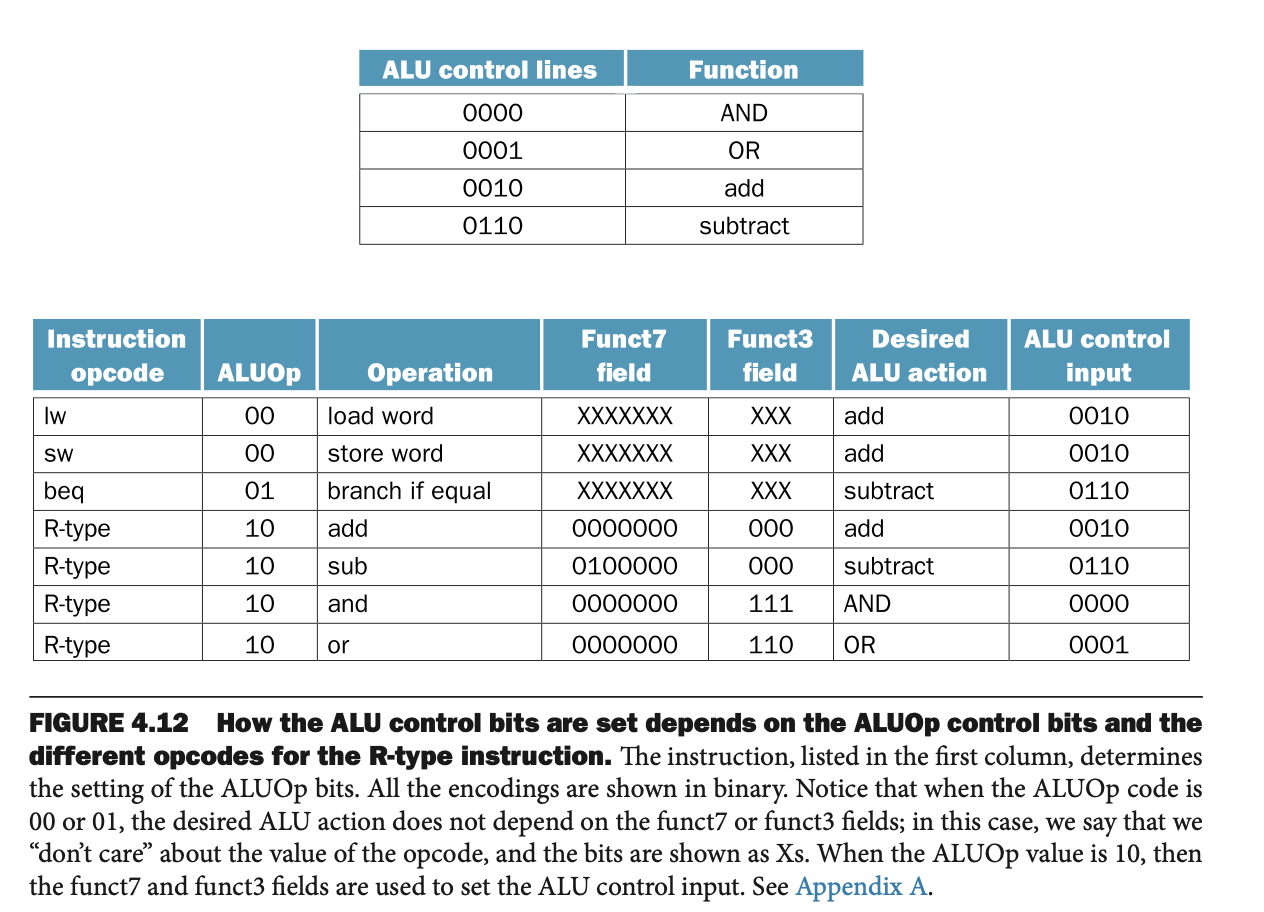 ALU control lines Function
0000 AND
0001 OR
0010 add
0110 subtract
Instruction opcode ALUOp Operation Funct7 field Funct3 field Desired ALU action ALU control input
lw 00 load word XXXXXXX XXX add 0010
sw 00 store word XXXXXXX XXX add 0010
beq 01 branch if equal XXXXXXX XXX subtract 0110
R-type 10 add 0000000 000 add 0010
R-type 10 sub 0100000 000 subtract 0110
R-type 10 and 0000000 111 AND 0000
R-type 10 or 0000000 110 OR 0001
FIGURE 4.12 How the ALU control bits are set depends on the ALUOp control bits and the
different opcodes for the R-type instruction. The instruction, listed in the first column, determines
the setting of the ALUOp bits. All the encodings are shown in binary. Notice that when the ALUOp code is
00 or 01, the desired ALU action does not depend on the funct7 or funct3 fields; in this case, we say that we
“don’t care” about the value of the opcode, and the bits are shown as Xs. When the ALUOp value is 10, then
the funct7 and funct3 fields are used to set the ALU control input. See Appendix A.